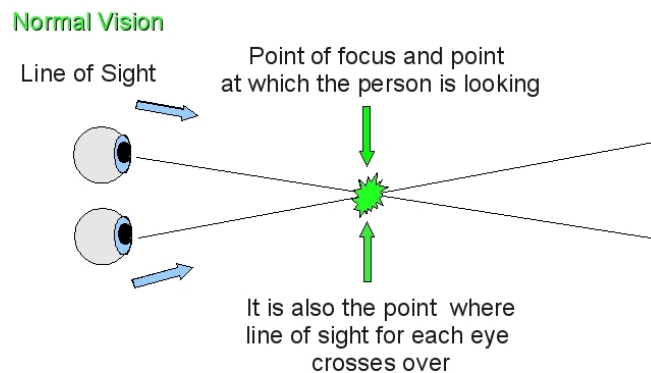 Normal Vision
Line of Sight
Point of focus and point
at which the person is looking
It is also the point where
line of sight for each eye
crosses over